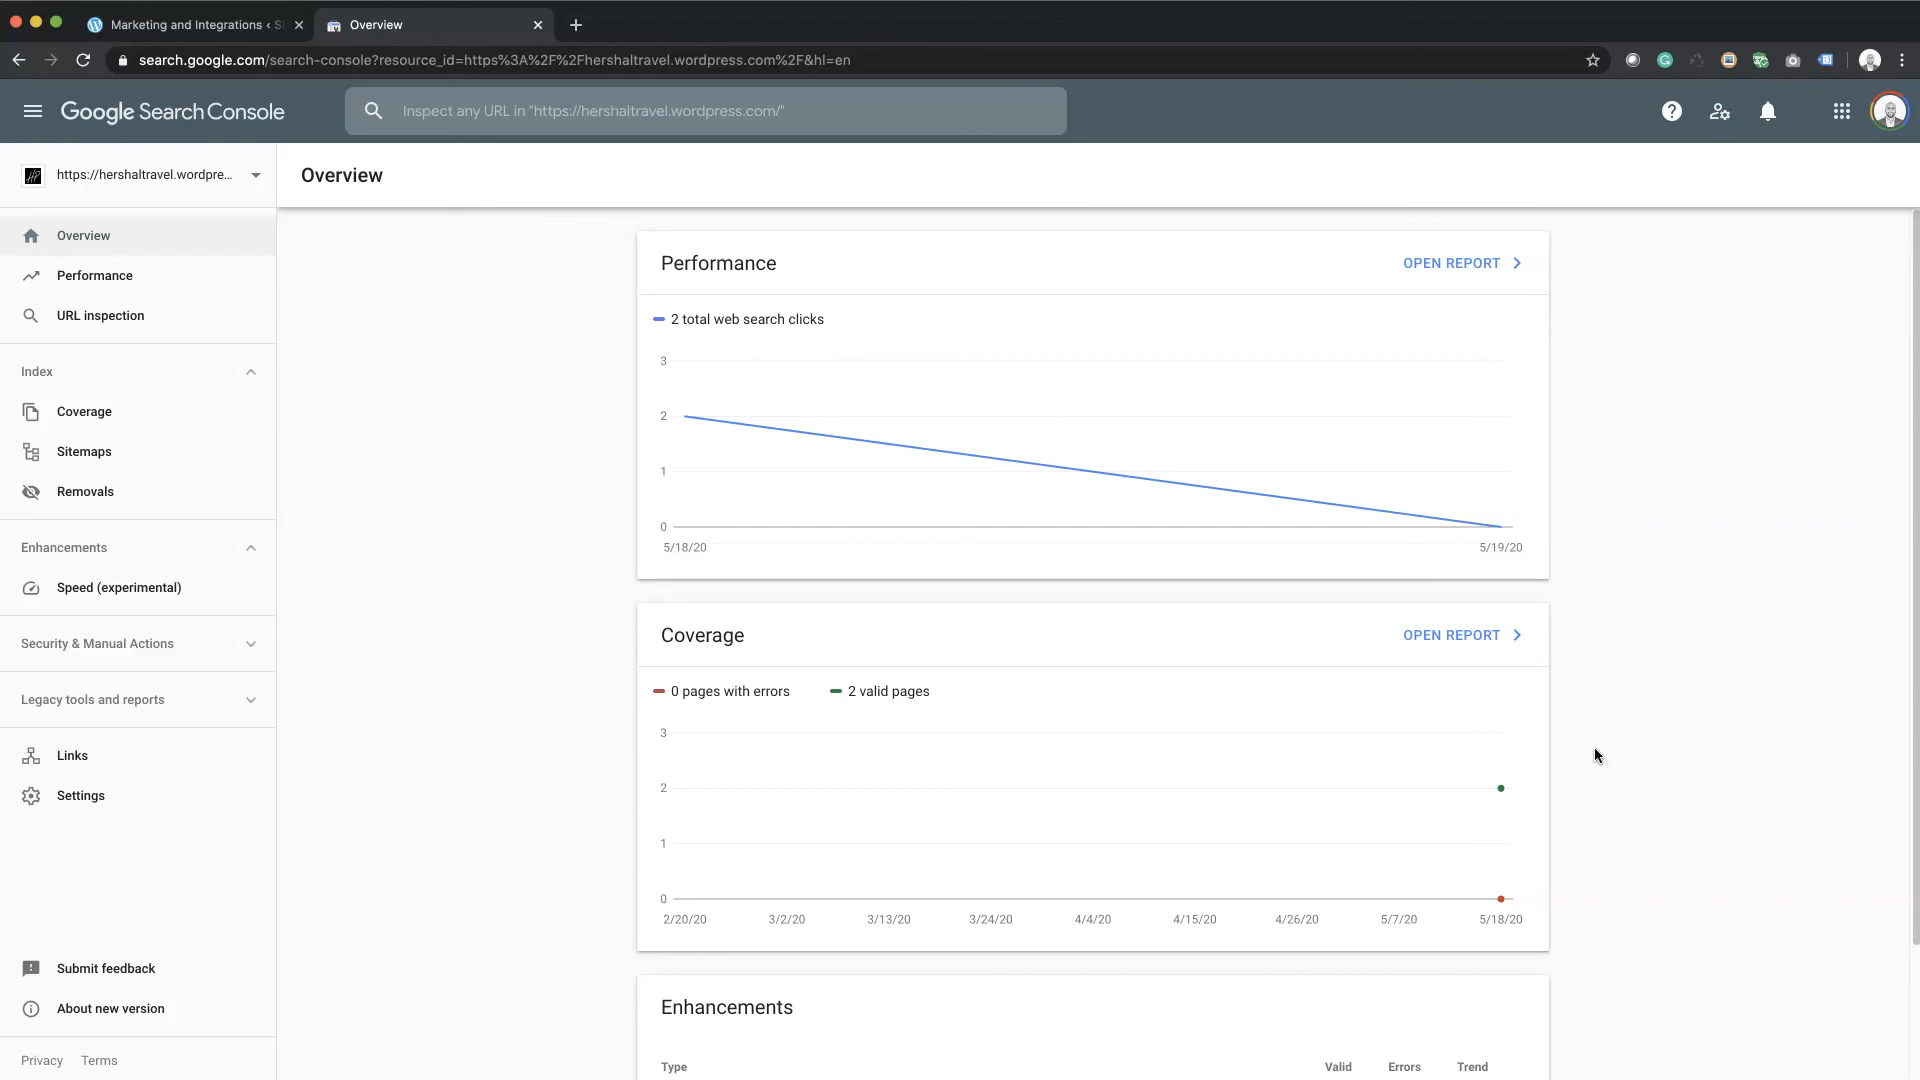 Marketing and Integrations ‹ S
Overview
search.google.com/search-console?resource_id=https%3A%2F%2Fhershaltravel.wordpress.com%2F&hl=en
Google Search Console
Inspect any URL in "https://hershaltravel.wordpress.com/"
https://hershaltravel.wordpre...
Overview
Overview
Performance
URL inspection
Index
Coverage
Sitemaps
Removals
Enhancements
Speed (experimental)
Security & Manual Actions
Legacy tools and reports
Links
Settings
Submit feedback
About new version
Privacy Terms
Performance
OPEN REPORT
2 total web search clicks
3
2
1
0
5/18/20 5/19/20
Coverage
OPEN REPORT
0 pages with errors 2 valid pages
3
2
1
0
2/20/20 3/2/20 3/13/20 3/24/20 4/4/20 4/15/20 4/26/20 5/7/20 5/18/20
Enhancements
Type Valid Errors Trend